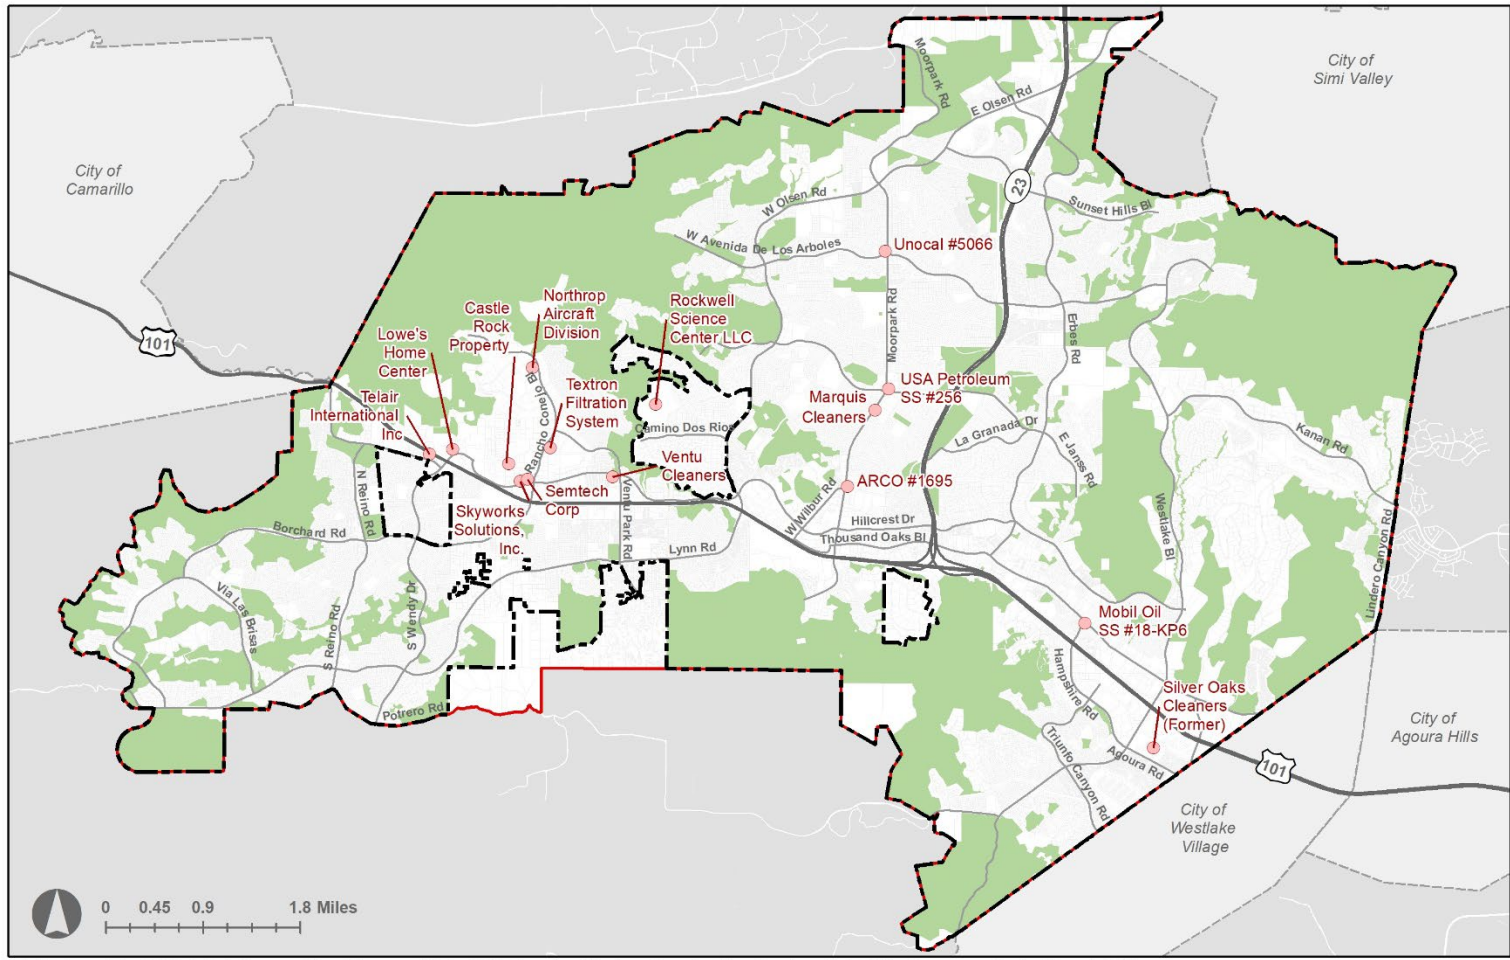 City of
Simi Valley
City of
Camarillo
Moorpark Rd
E Olsen Rd
23
W Olsen Rd
Sunset Hills Bl
W Avenida De Los Arboles
Unocal #5066
Northrop
Aircraft
Division
Castle
Rock
Property
Rockwell
Science
Center LLC
Moorpark Rd
Erbes Rd
101
Lowe's
Home
Center
Rancho Conejo Bl
Textron
Filtration
System
USA Petroleum
SS #256
Marquis
Cleaners
Telair
International
Inc
Camino Dos Rios
La Granada Dr
E Janss Rd
Kanan Rd
Ventu
Cleaners
ARCO #1695
N Reino Rd
Semtech
Corp
Skyworks
Solutions,
Inc.
Ventu Park Rd
W Wilbur Rd
Hillcrest Dr
Thousand Oaks Bl
Westlake Bl
Lindero Canyon Rd
Borchard Rd
Lynn Rd
Via Las Brisas
S Reino Rd
S Wendy Dr
Mobil Oil
SS #18-KP6
Hampshire Rd
Silver Oaks
Cleaners
(Former)
Potrero Rd
Triunfo Canyon Rd
Agoura Rd
101
City of
Agoura Hills
City of
Westlake
Village
0 0.45 0.9 1.8 Miles